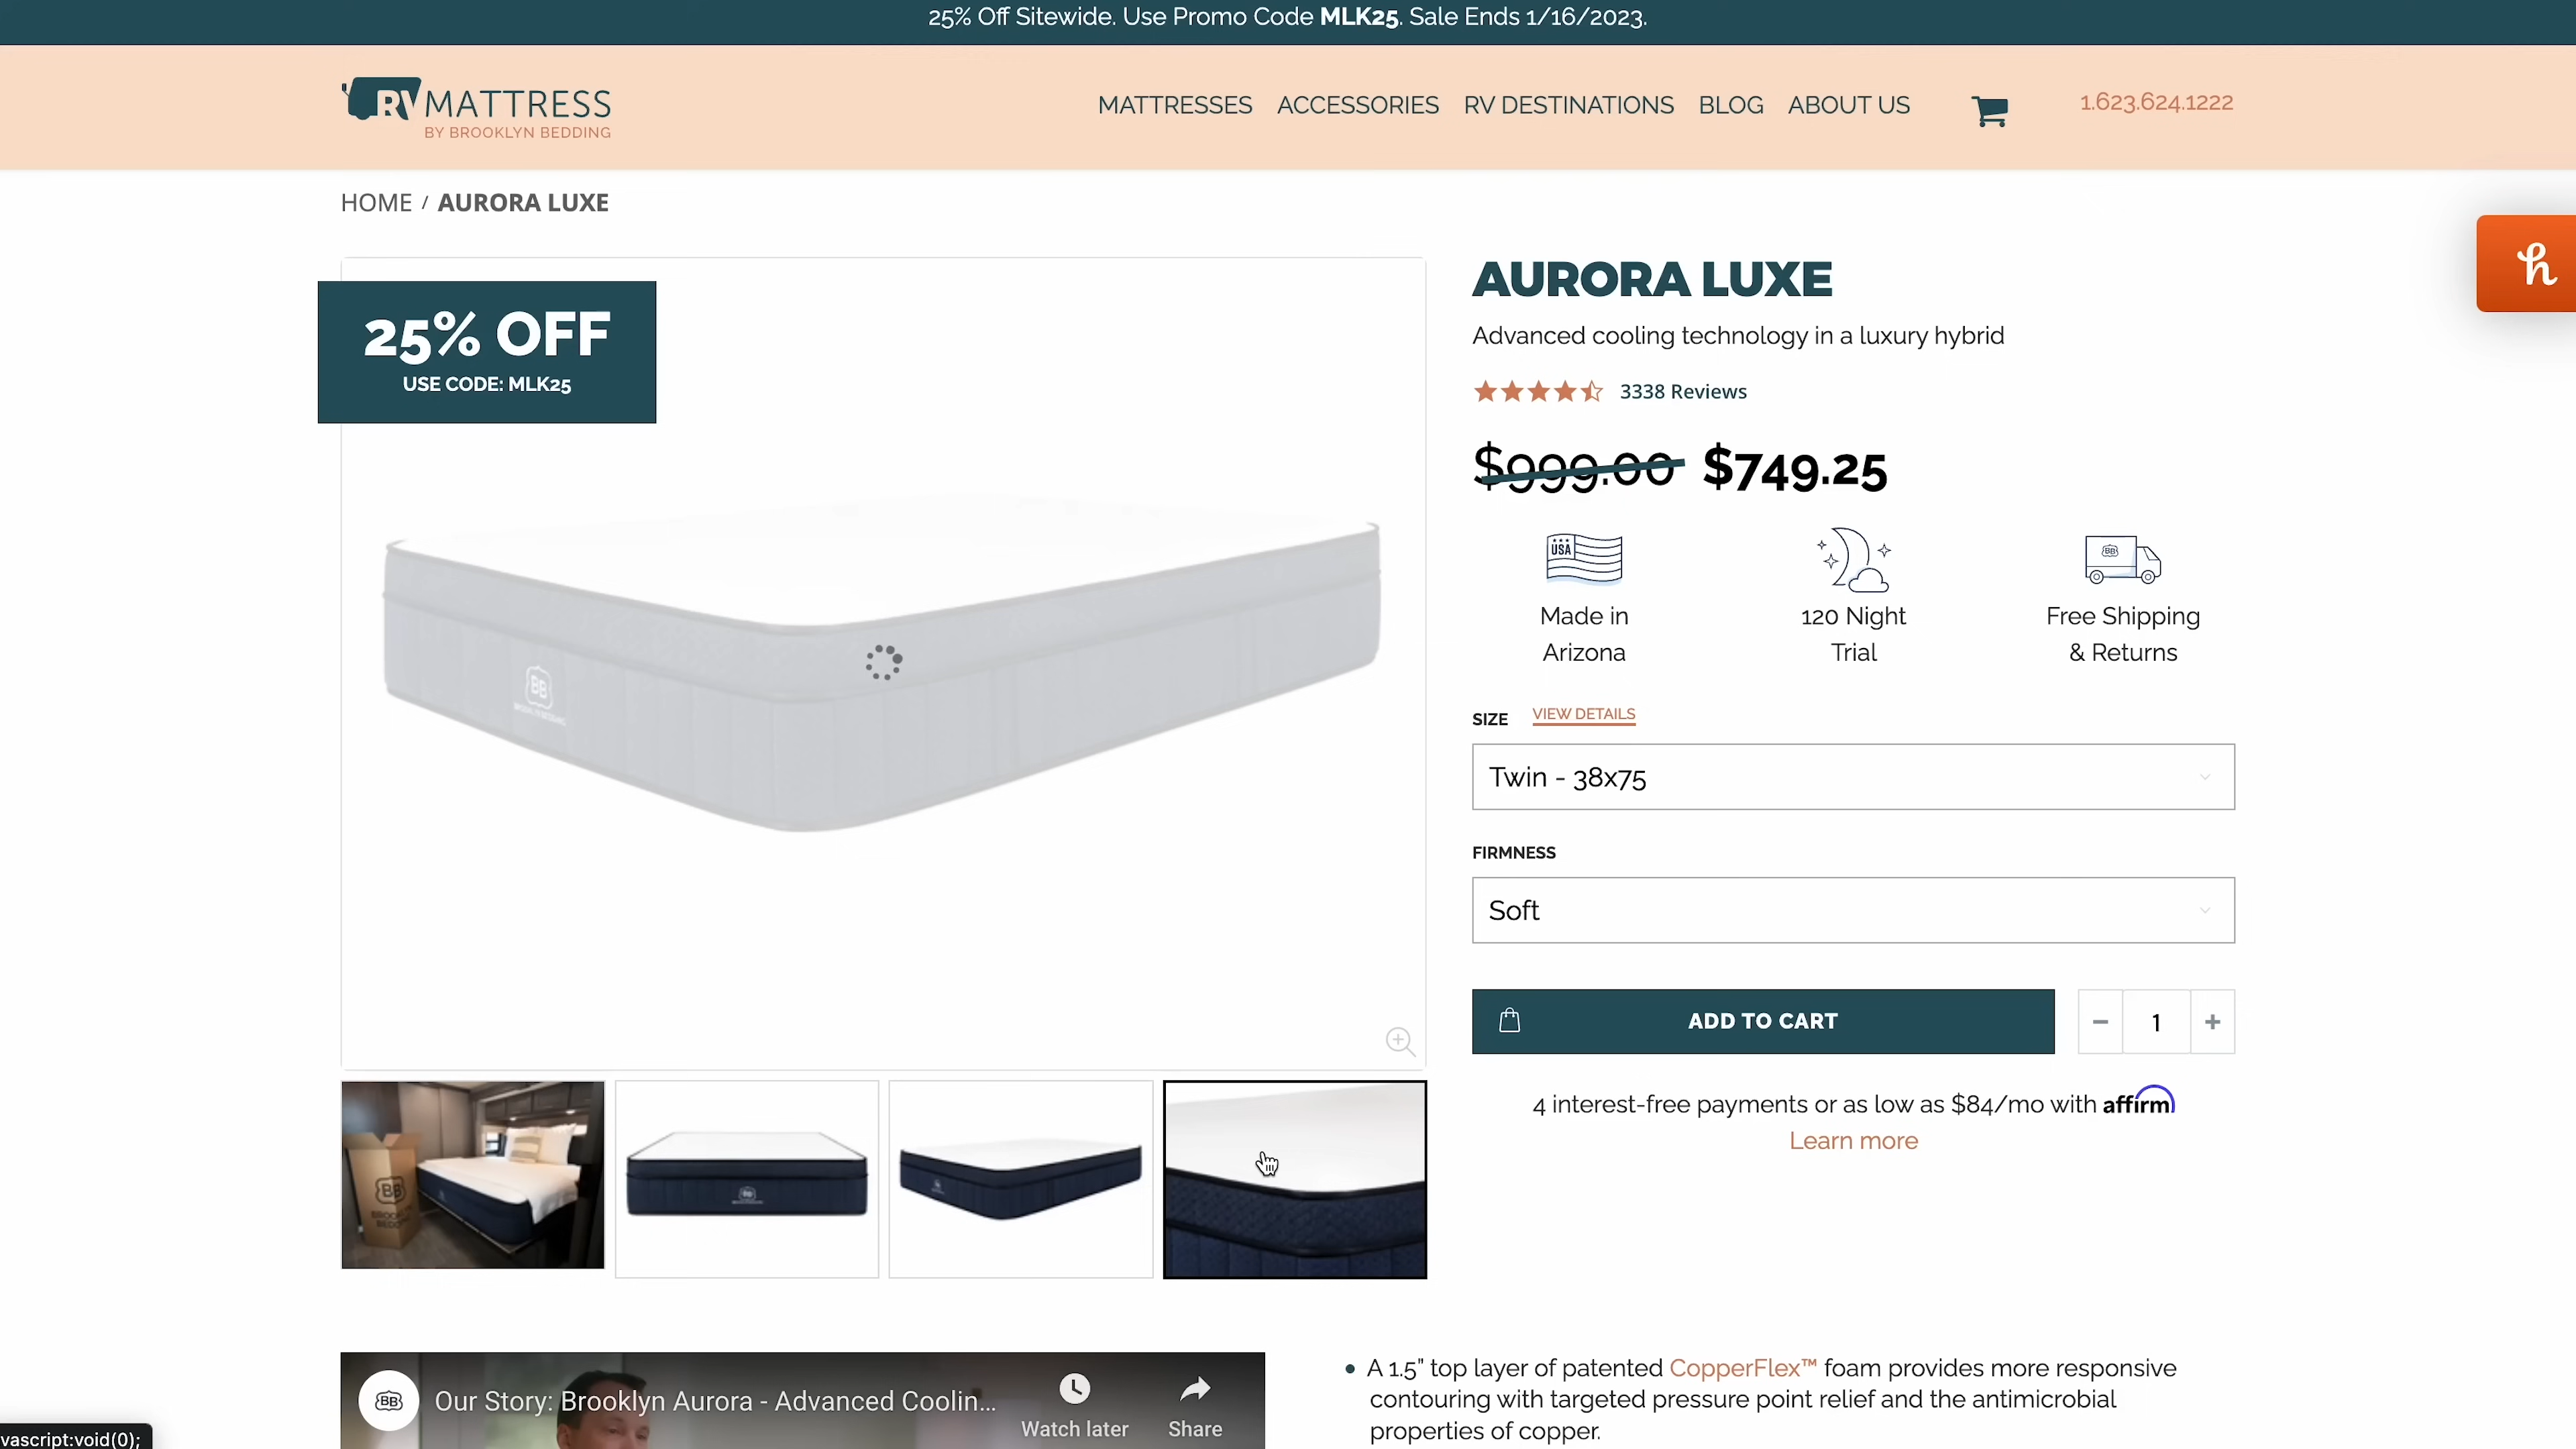 25% Off Sitewide. Use Promo Code MLK25. Sale Ends 1/16/2023.
RV MATTRESS
BY BROOKLYN BEDDING
MATTRESSES ACCESSORIES RV DESTINATIONS BLOG ABOUT US 1.623.624.1222
HOME / AURORA LUXE
25% OFF
USE CODE: MLK25
BB
AURORA LUXE
Advanced cooling technology in a luxury hybrid
3338 Reviews
$999.00 $749.25
USA
BB
Made in
Arizona
120 Night
Trial
Free Shipping
& Returns
SIZE VIEW DETAILS
Twin - 38x75
FIRMNESS
Soft
ADD TO CART
− 1 +
4 interest-free payments or as low as $84/mo with affirm
Learn more
BB
BB
Our Story: Brooklyn Aurora - Advanced Coolin...
Watch later
Share
• A 1.5" top layer of patented CopperFlex™ foam provides more responsive
contouring with targeted pressure point relief and the antimicrobial
properties of copper.
vascript:void(0);